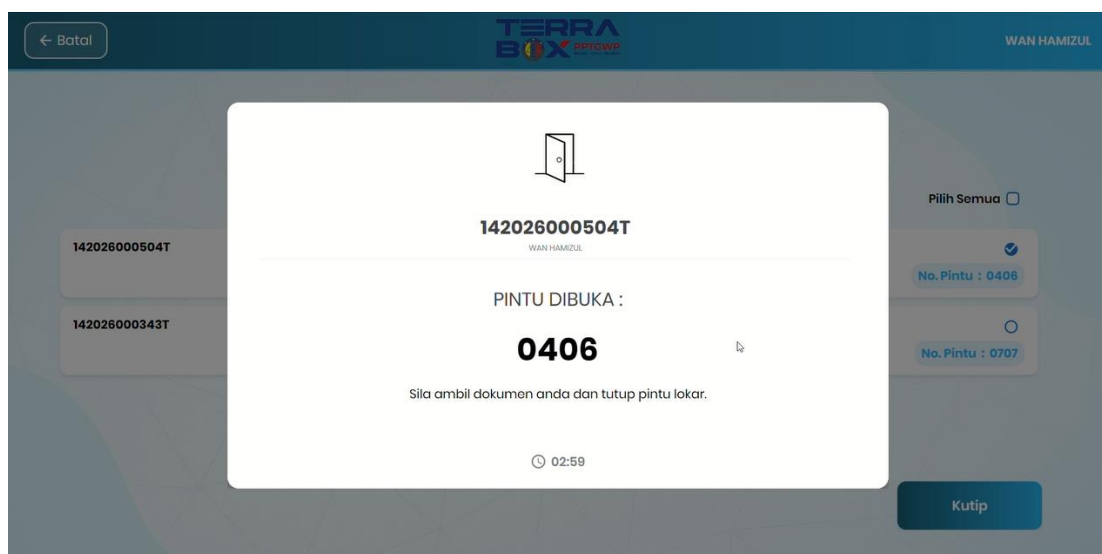 ← Batal
TERRA
BOX PPTGWP
WAN HAMIZUL
Pilih Semua
142026000504T
No. Pintu : 0406
142026000343T
No. Pintu : 0707
142026000504T
WAN HAMIZUL
PINTU DIBUKA :
0406
Sila ambil dokumen anda dan tutup pintu lokar.
02:59
Kutip